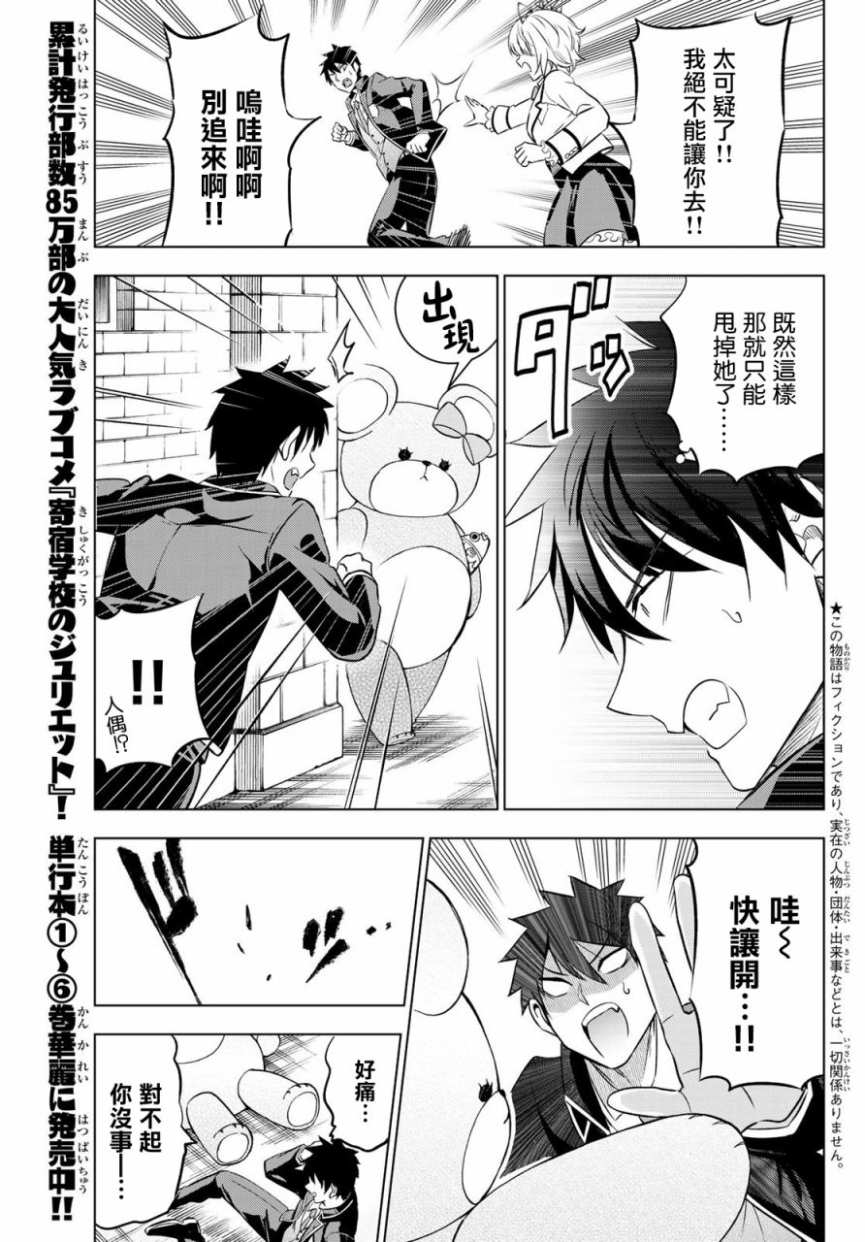 太可疑了!!
我絕不能讓你去!!
嗚哇啊啊
別追來啊!!
既然這樣
那就只能
甩掉她了……
ダッ
出現
!!
人偶!?
哇~
快讓開…!!
好痛…
對不起
你沒事——…
累計発行部数85万部の大人気ラブコメ『寄宿学校のジュリエット』！ 単行本①〜⑥巻華麗に発売中!!
★この物語はフィクションであり、実在の人物・団体・出来事などとは、一切関係ありません。